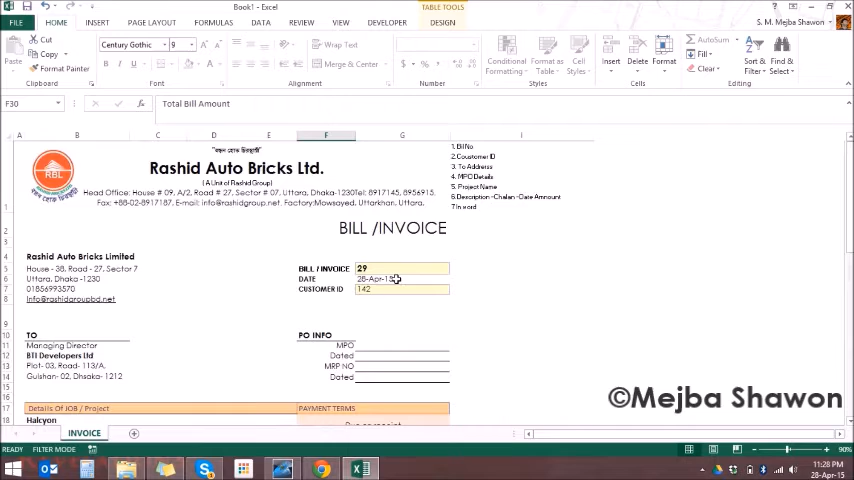 Book1 - Excel
TABLE TOOLS
FILE HOME INSERT PAGE LAYOUT FORMULAS DATA REVIEW VIEW DEVELOPER DESIGN
S. M. Mejba Shawon
Cut
Copy
Format Painter
Paste
Clipboard
Century Gothic 9
B I U
Font
Wrap Text
Merge & Center
Alignment
$ % ,
Number
Conditional Formatting
Format as Table
Cell Styles
Styles
Insert Delete Format
Cells
AutoSum
Fill
Clear
Sort & Filter
Find & Select
Editing
F30
Total Bill Amount
A B C D E F G H I
Rashid Auto Bricks Ltd.
( A Unit of Rashid Group)
Head Office: House # 09, A/2, Road # 27, Sector # 07, Uttara, Dhaka-1230Tel: 8917145, 8956915.
Fax: +88-02-8917187, E-mail: info@rashidgroup.net, Factory:Mowsayed, Uttarkhan, Uttara.
RBL
1. Bill No
2.Coustomer ID
3. To Addresss
4. MPO Details
5. Project Name
6. Description -Chalan -Date Amnount
7 In word
BILL /INVOICE
Rashid Auto Bricks Limited
House - 38, Road - 27, Sector 7
Uttara, Dhaka -1230
01856993570
Info@rashidgroupbd.net
BILL / INVOICE 29
DATE 28-Apr-15
CUSTOMER ID 142
TO
Managing Director
BTI Developers Ltd
Plot- 03, Road- 113/A,
Gulshan- 02, Dhsaka- 1212
PO INFO
MPO
Dated
MRP NO
Dated
Details Of JOB / Project PAYMENT TERMS
Halcyon
©Mejba Shawon
INVOICE
READY FILTER MODE
90%
11:28 PM
28-Apr-15